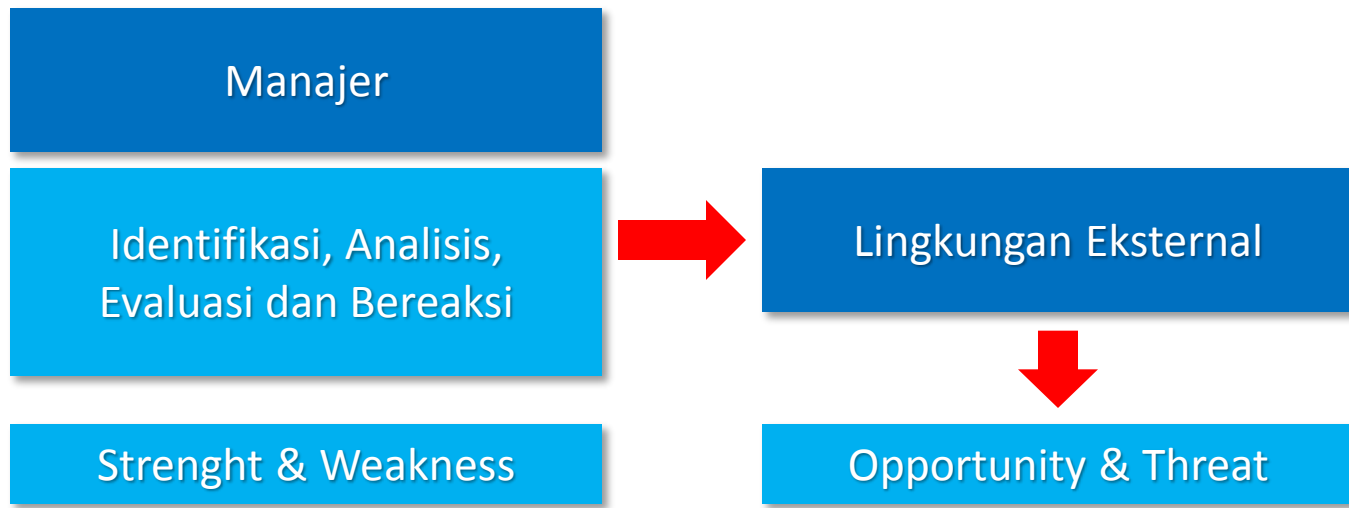 Manajer
Identifikasi, Analisis,
Evaluasi dan Bereaksi
Lingkungan Eksternal
Strenght & Weakness
Opportunity & Threat